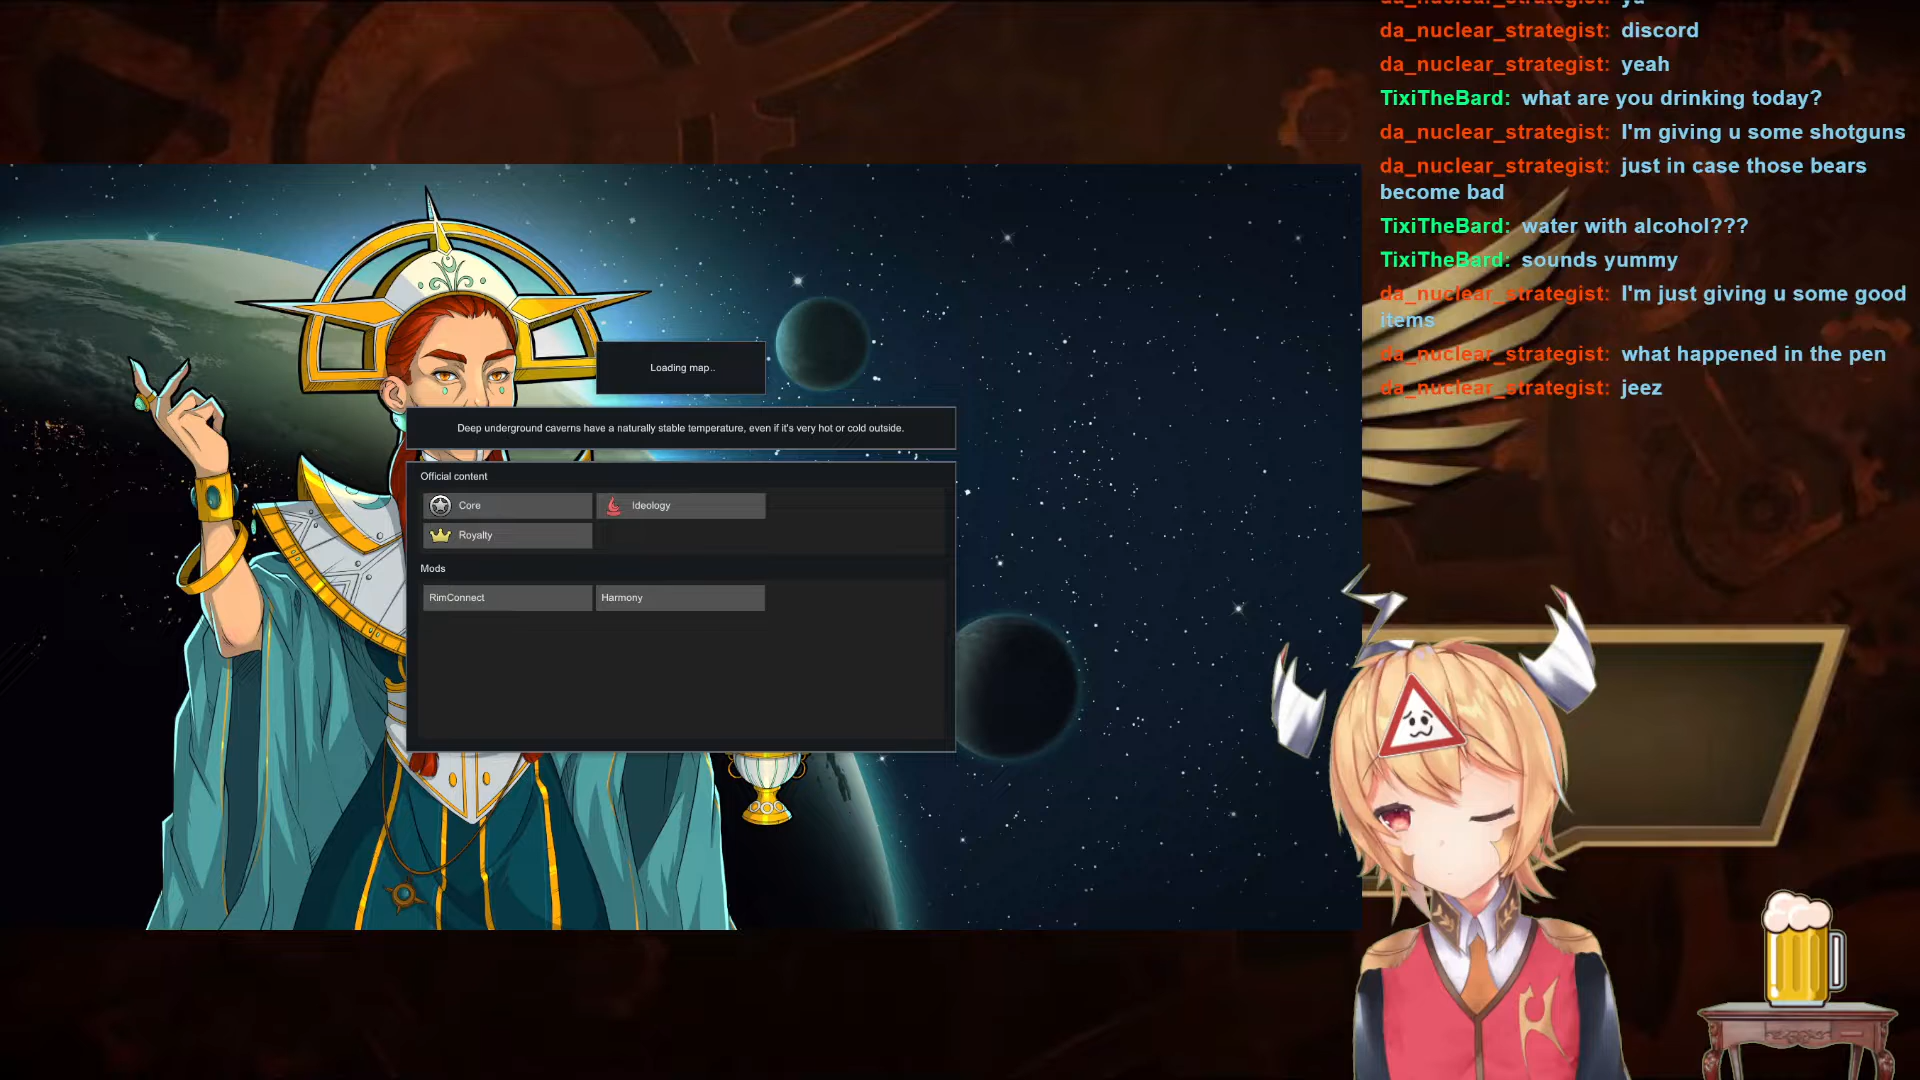 da_nuclear_strategist: ya
da_nuclear_strategist: discord
da_nuclear_strategist: yeah
TixiTheBard: what are you drinking today?
da_nuclear_strategist: I'm giving u some shotguns
da_nuclear_strategist: just in case those bears
become bad
TixiTheBard: water with alcohol???
TixiTheBard: sounds yummy
da_nuclear_strategist: I'm just giving u some good
items
da_nuclear_strategist: what happened in the pen
da_nuclear_strategist: jeez
Loading map..
Deep underground caverns have a naturally stable temperature, even if it's very hot or cold outside.
Official content
Core
Ideology
Royalty
Mods
RimConnect
Harmony